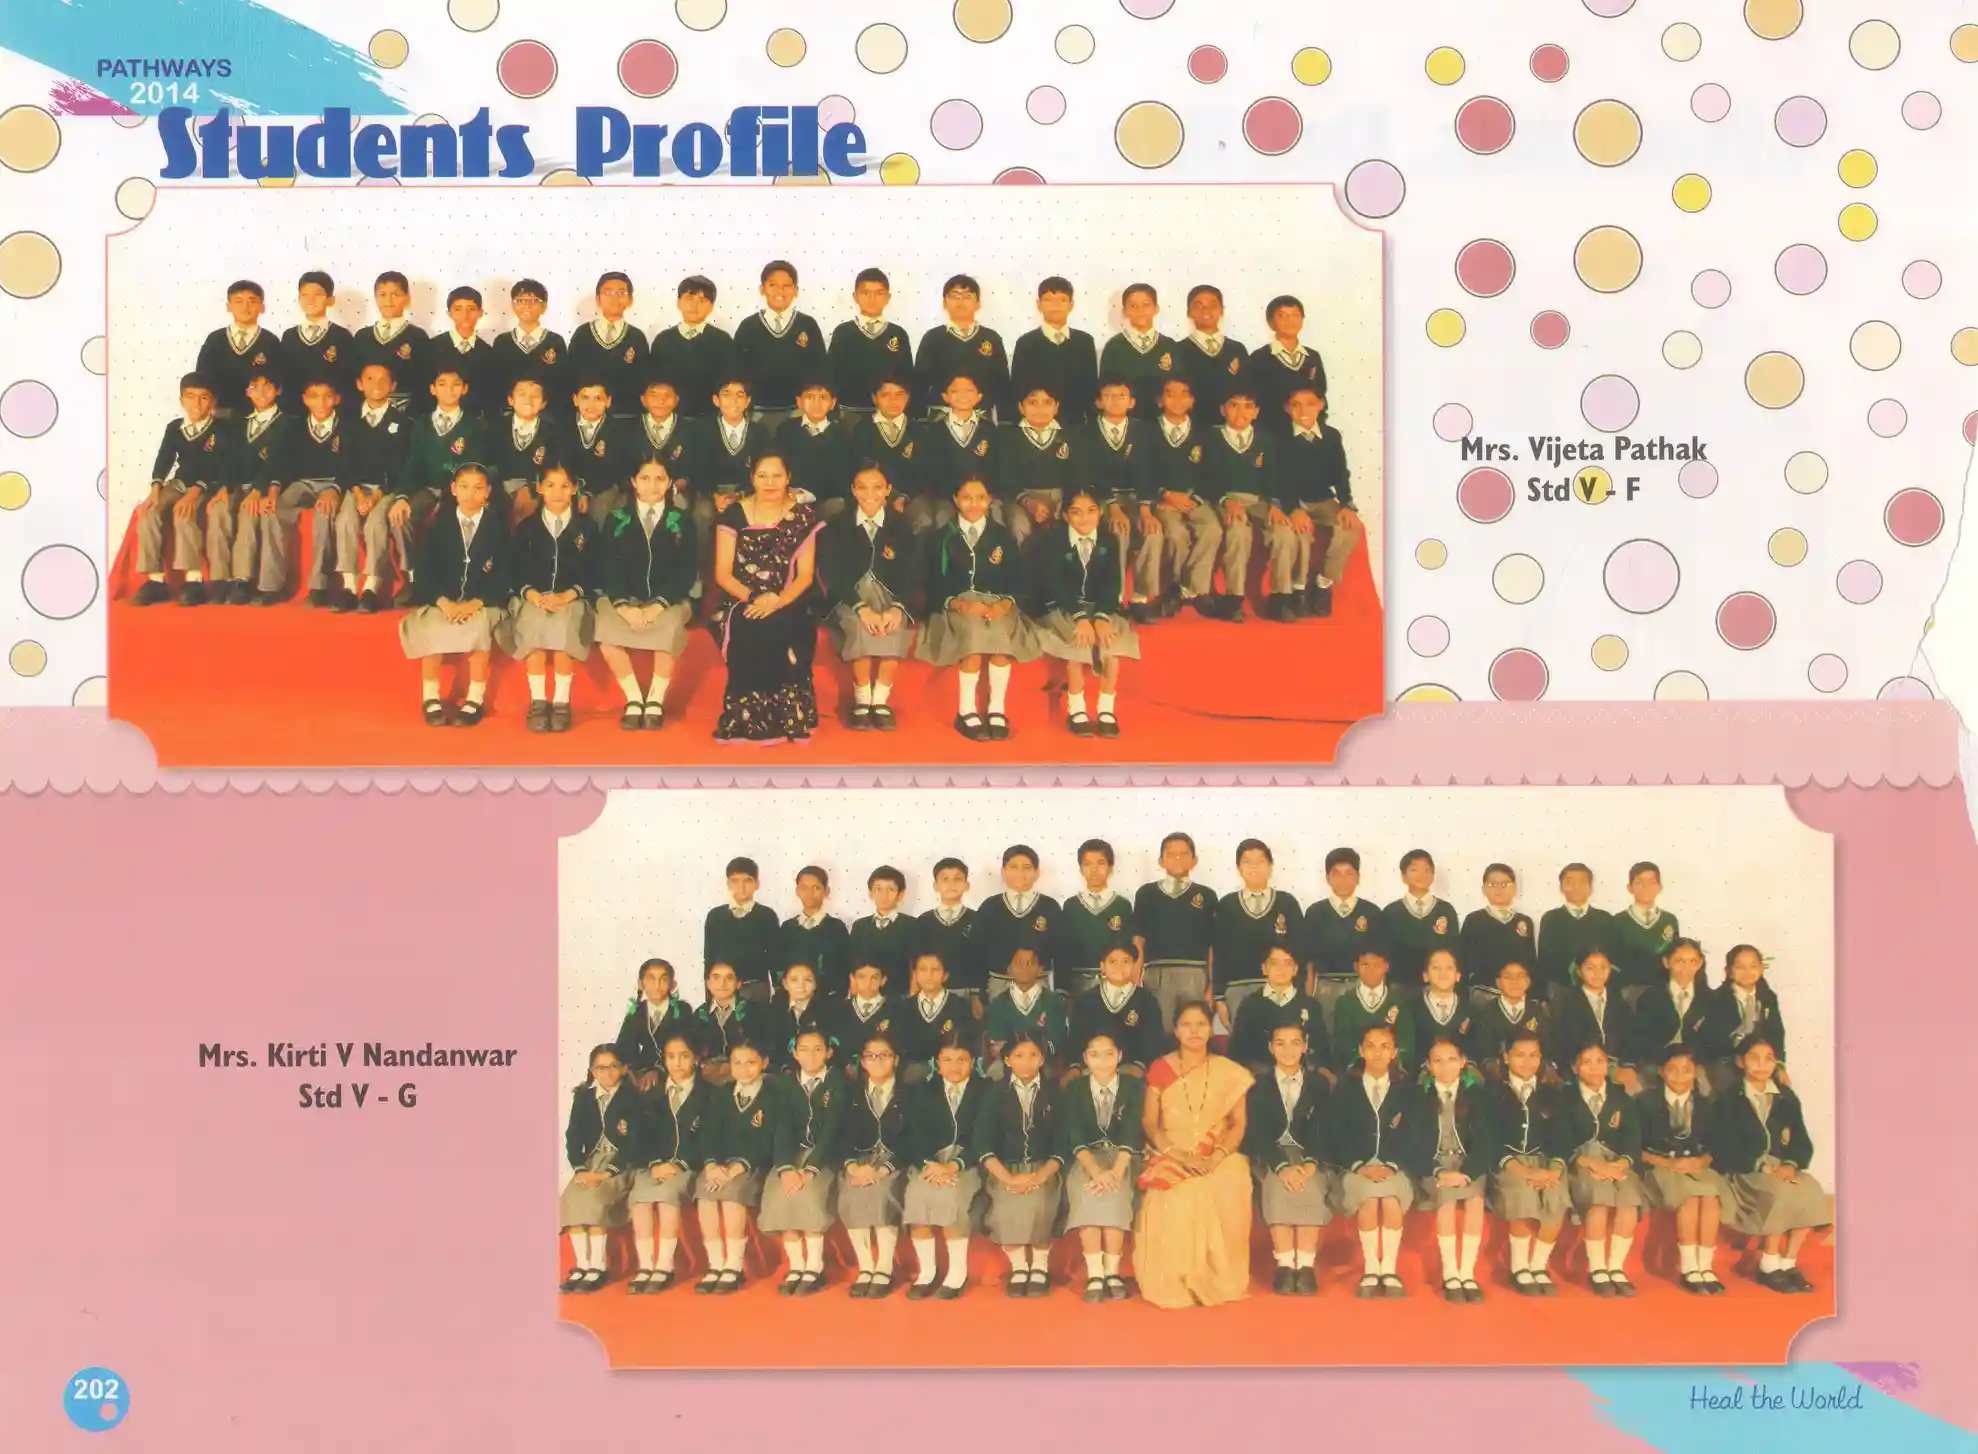 PATHWAYS
2014
Students Profile
Mrs. Vijeta Pathak
Std V - F
Mrs. Kirti V Nandanwar
Std V - G
202
Heal the World